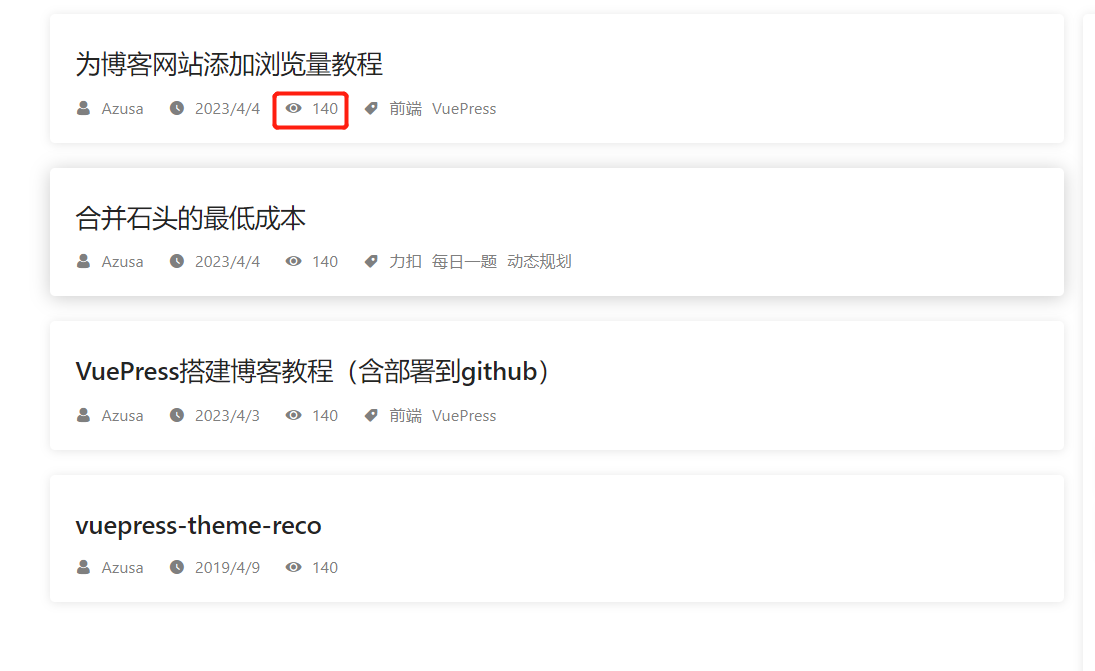 为博客网站添加浏览量教程
Azusa 2023/4/4 140 前端 VuePress
合并石头的最低成本
Azusa 2023/4/4 140 力扣 每日一题 动态规划
VuePress搭建博客教程（含部署到github）
Azusa 2023/4/3 140 前端 VuePress
vuepress-theme-reco
Azusa 2019/4/9 140